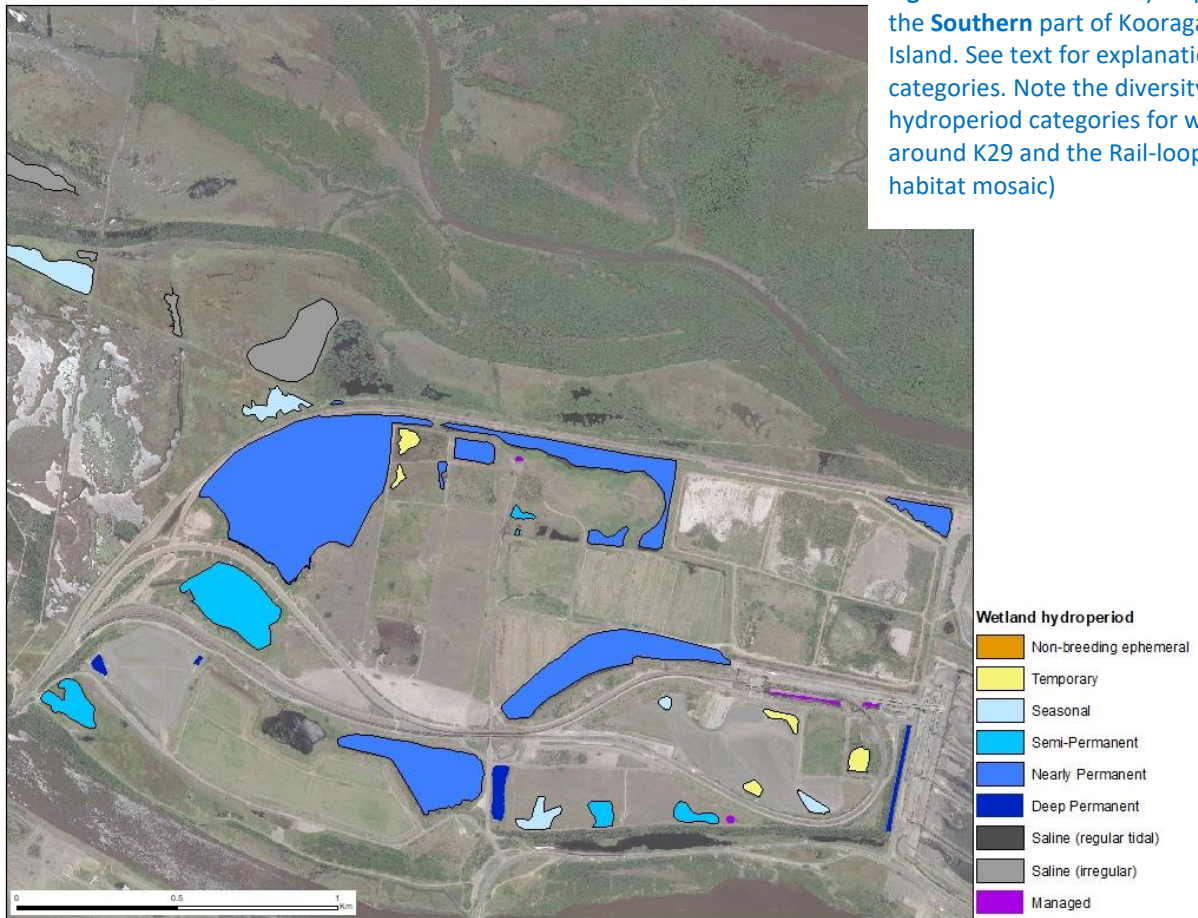 the Southern part of Kooraga
Island. See text for explanatio
categories. Note the diversity
hydroperiod categories for w
around K29 and the Rail-loop
habitat mosaic)
Wetland hydroperiod
Non-breeding ephemeral
Temporary
Seasonal
Semi-Permanent
Nearly Permanent
Deep Permanent
Saline (regular tidal)
Saline (irregular)
Managed
0 0.5 1
Km